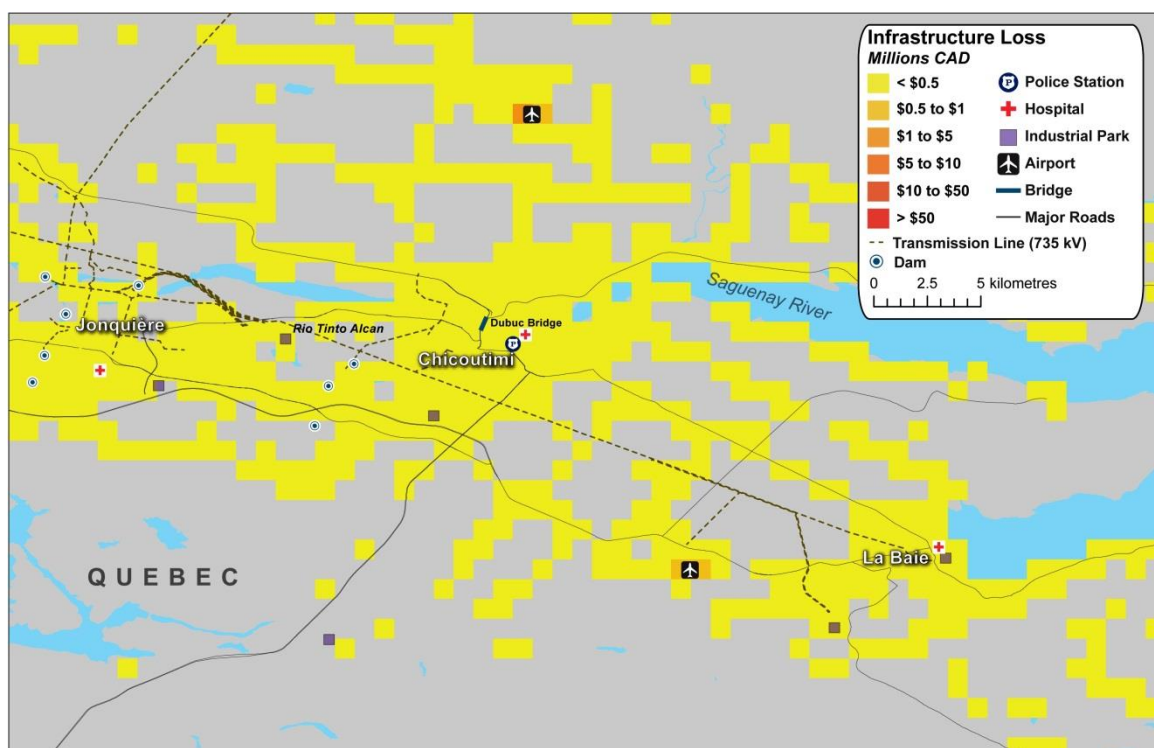 Infrastructure Loss
Millions CAD
< $0.5
$0.5 to $1
$1 to $5
$5 to $10
$10 to $50
> $50
P Police Station
Hospital
Industrial Park
Airport
Bridge
Major Roads
Transmission Line (735 kV)
Dam
0 2.5 5 kilometres
Saguenay River
Jonquière
Rio Tinto Alcan
Dubuc Bridge
P
Chicoutimi
La Baie
QUEBEC